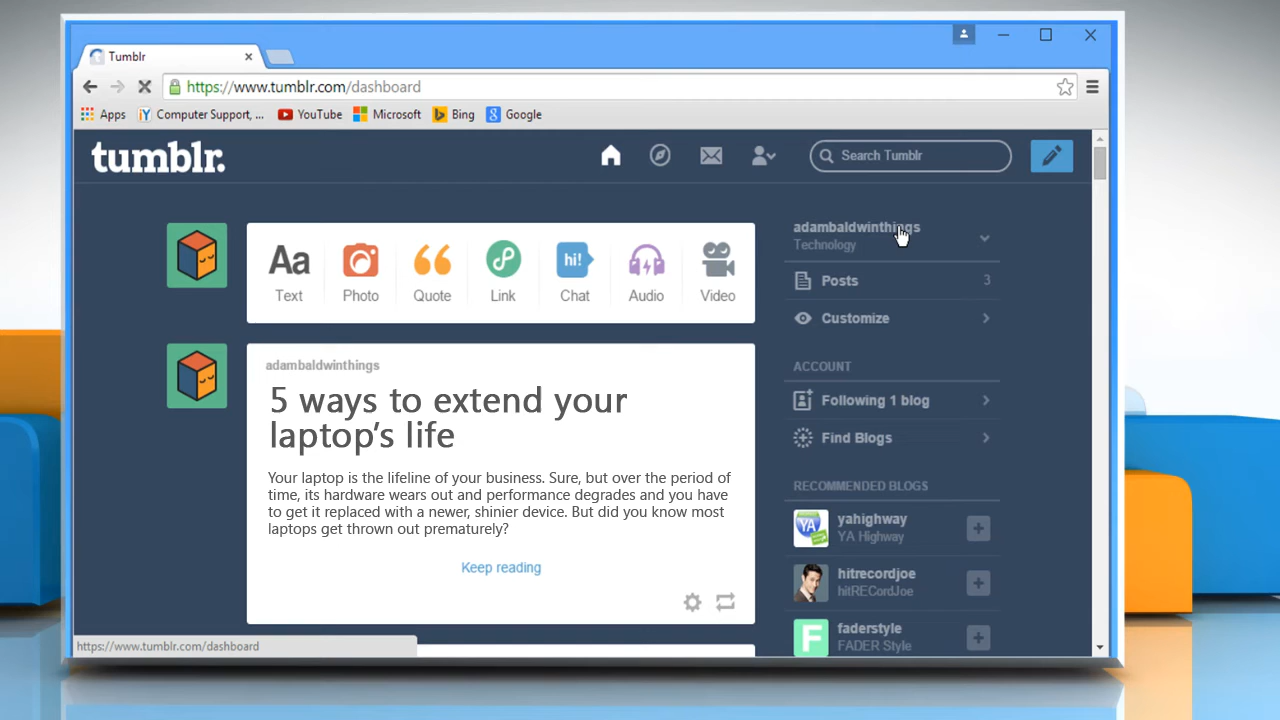 Tumblr
https://www.tumblr.com/dashboard
Apps
Computer Support, ...
YouTube
Microsoft
Bing
Google
tumblr.
Search Tumblr
adambaldwinthings
Technology
Aa
hi!
Text
Photo
Quote
Link
Chat
Audio
Video
Posts
3
Customize
adambaldwinthings
5 ways to extend your
laptop's life
Your laptop is the lifeline of your business. Sure, but over the period of
time, its hardware wears out and performance degrades and you have
to get it replaced with a newer, shinier device. But did you know most
laptops get thrown out prematurely?
Keep reading
ACCOUNT
Following 1 blog
Find Blogs
RECOMMENDED BLOGS
YA
yahighway
YA Highway
hitrecordjoe
hitRECordJoe
F
faderstyle
FADER Style
https://www.tumblr.com/dashboard